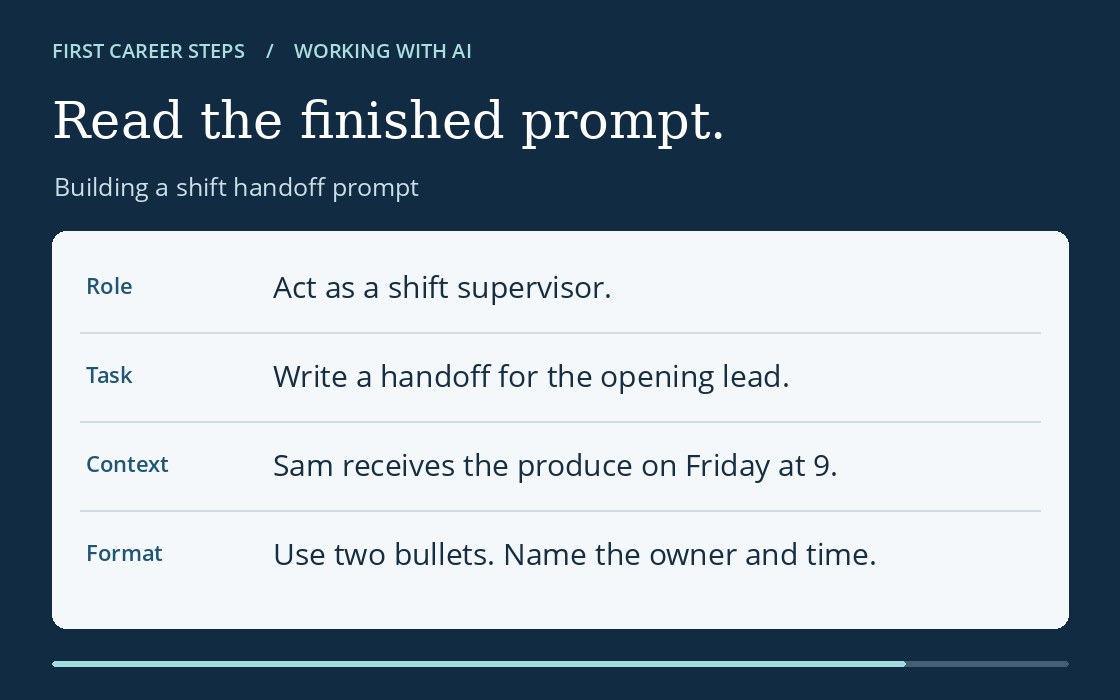 FIRST CAREER STEPS / WORKING WITH AI
Read the finished prompt.
Building a shift handoff prompt
Role Act as a shift supervisor.
Task Write a handoff for the opening lead.
Context Sam receives the produce on Friday at 9.
Format Use two bullets. Name the owner and time.